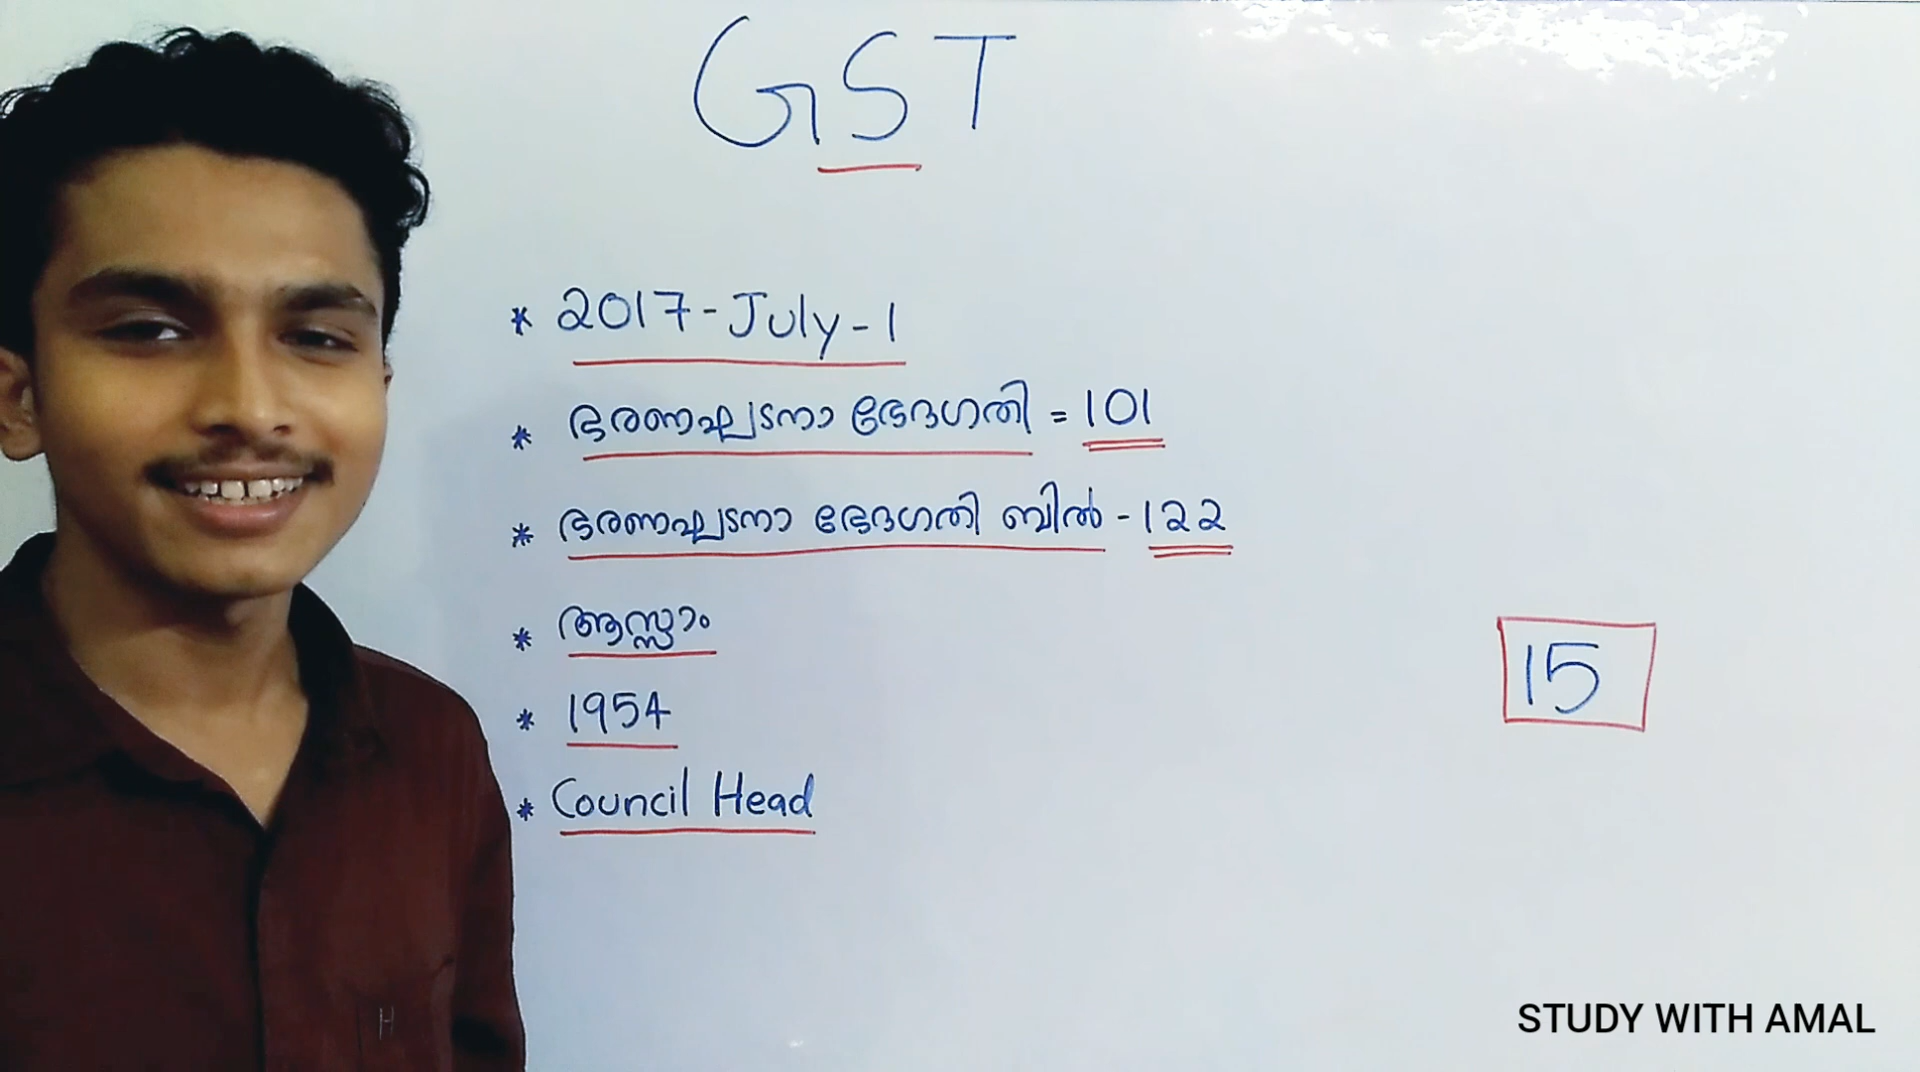 GST
* 2017-July-1
* ഭരണഘടനാ ഭേദഗതി = 101
* ഭരണഘടനാ ഭേദഗതി ബിൽ - 122
* ആസ്സാം
* 1954
* Council Head
15
H
STUDY WITH AMAL